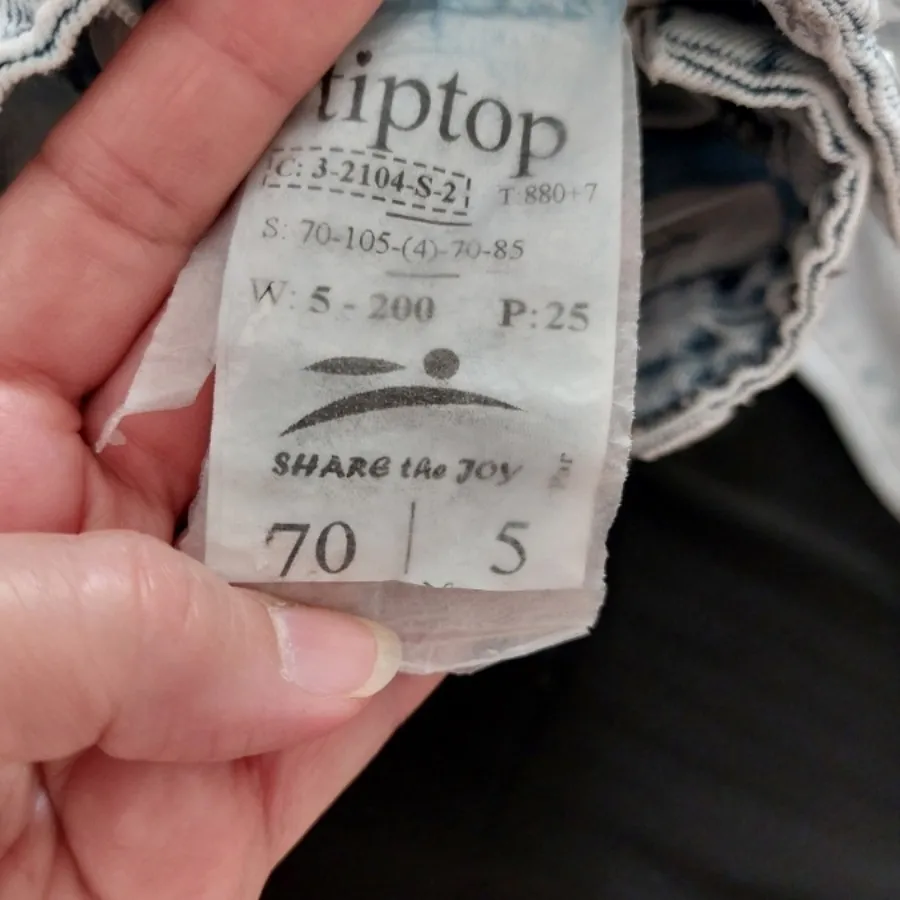 tiptop
C: 3-2104-S-2 T:880+7
S: 70-105-(4)-70-85
W: 5 - 200 P:25
SHARE the JOY
70 | 5